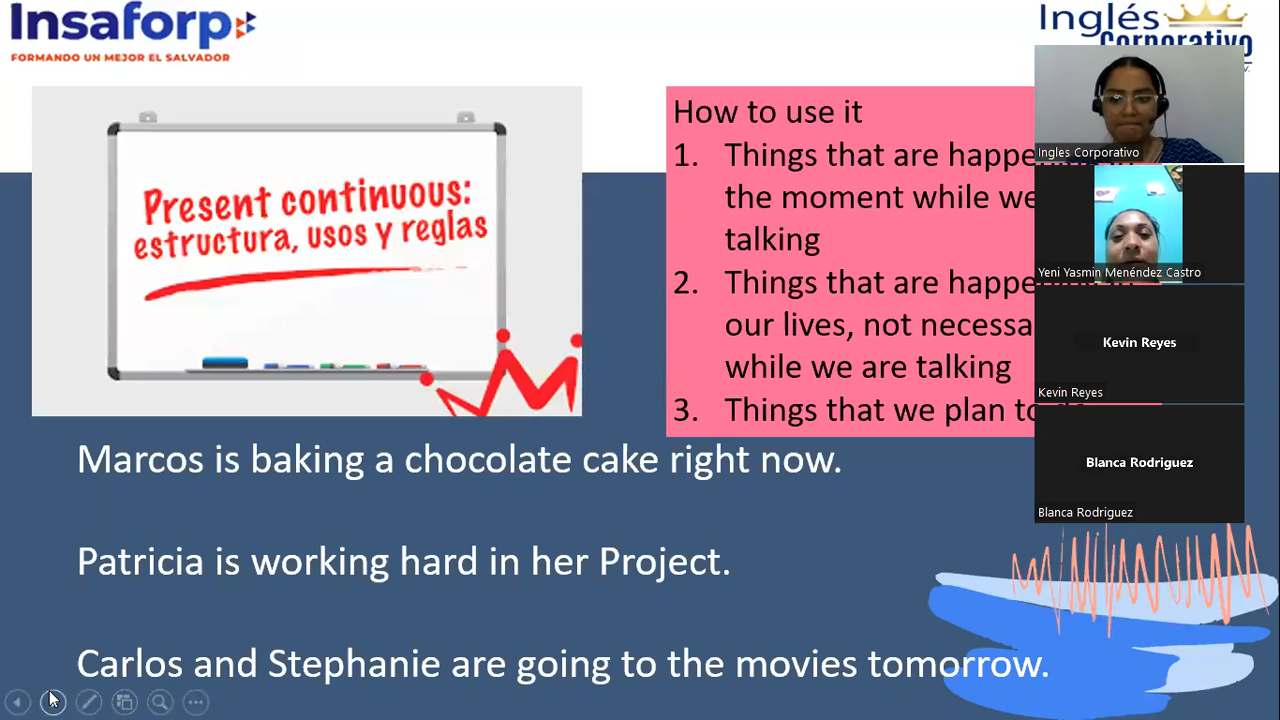 Insaforp
FORMANDO UN MEJOR EL SALVADOR
Inglés
Corporativo
Present continuous:
estructura, usos y reglas
How to use it
1. Things that are
the moment while we
talking
2. Things that are
our lives, not
while we are talking
3. Things that we plan
Marcos is baking a chocolate cake right now.
Patricia is working hard in her Project.
Carlos and Stephanie are going to the movies tomorrow.
Ingles Corporativo
Yeni Yasmin Menéndez Castro
Kevin Reyes
Kevin Reyes
Blanca Rodriguez
Blanca Rodriguez